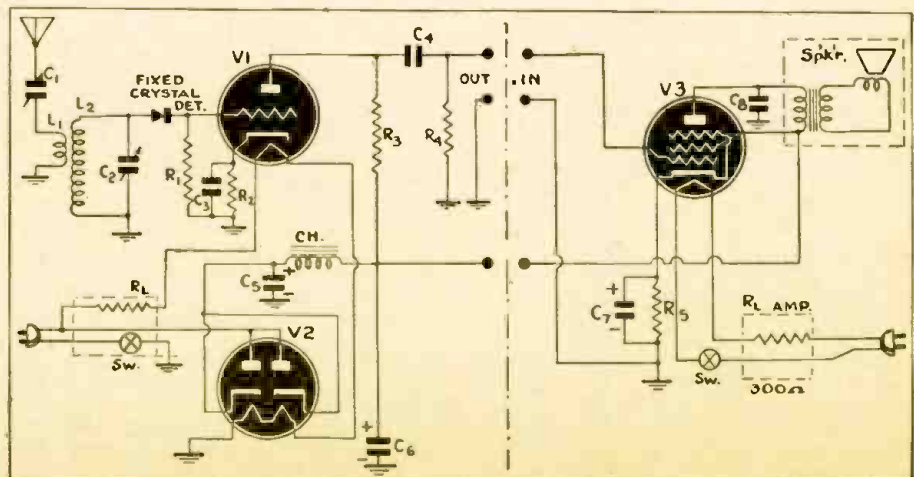 C1
L1
L2
FIXED
CRYSTAL
DET.
V1
C2
R1
C3
R2
R3
C4
R4
OUT
IN
V3
C8
Sp'k'r.
CH.
C5
+
-
RL
Sw.
V2
+
-
C6
+
-
C7
R5
Sw.
RL AMP.
300Ω